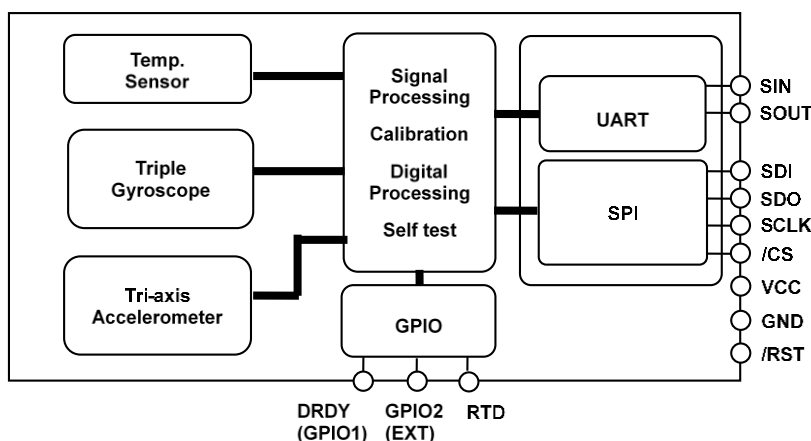 Temp.
Sensor
Triple
Gyroscope
Tri-axis
Accelerometer
Signal
Processing
Calibration
Digital
Processing
Self test
GPIO
UART
SPI
SIN
SOUT
SDI
SDO
SCLK
/CS
VCC
GND
/RST
DRDY
(GPIO1)
GPIO2
(EXT)
RTD